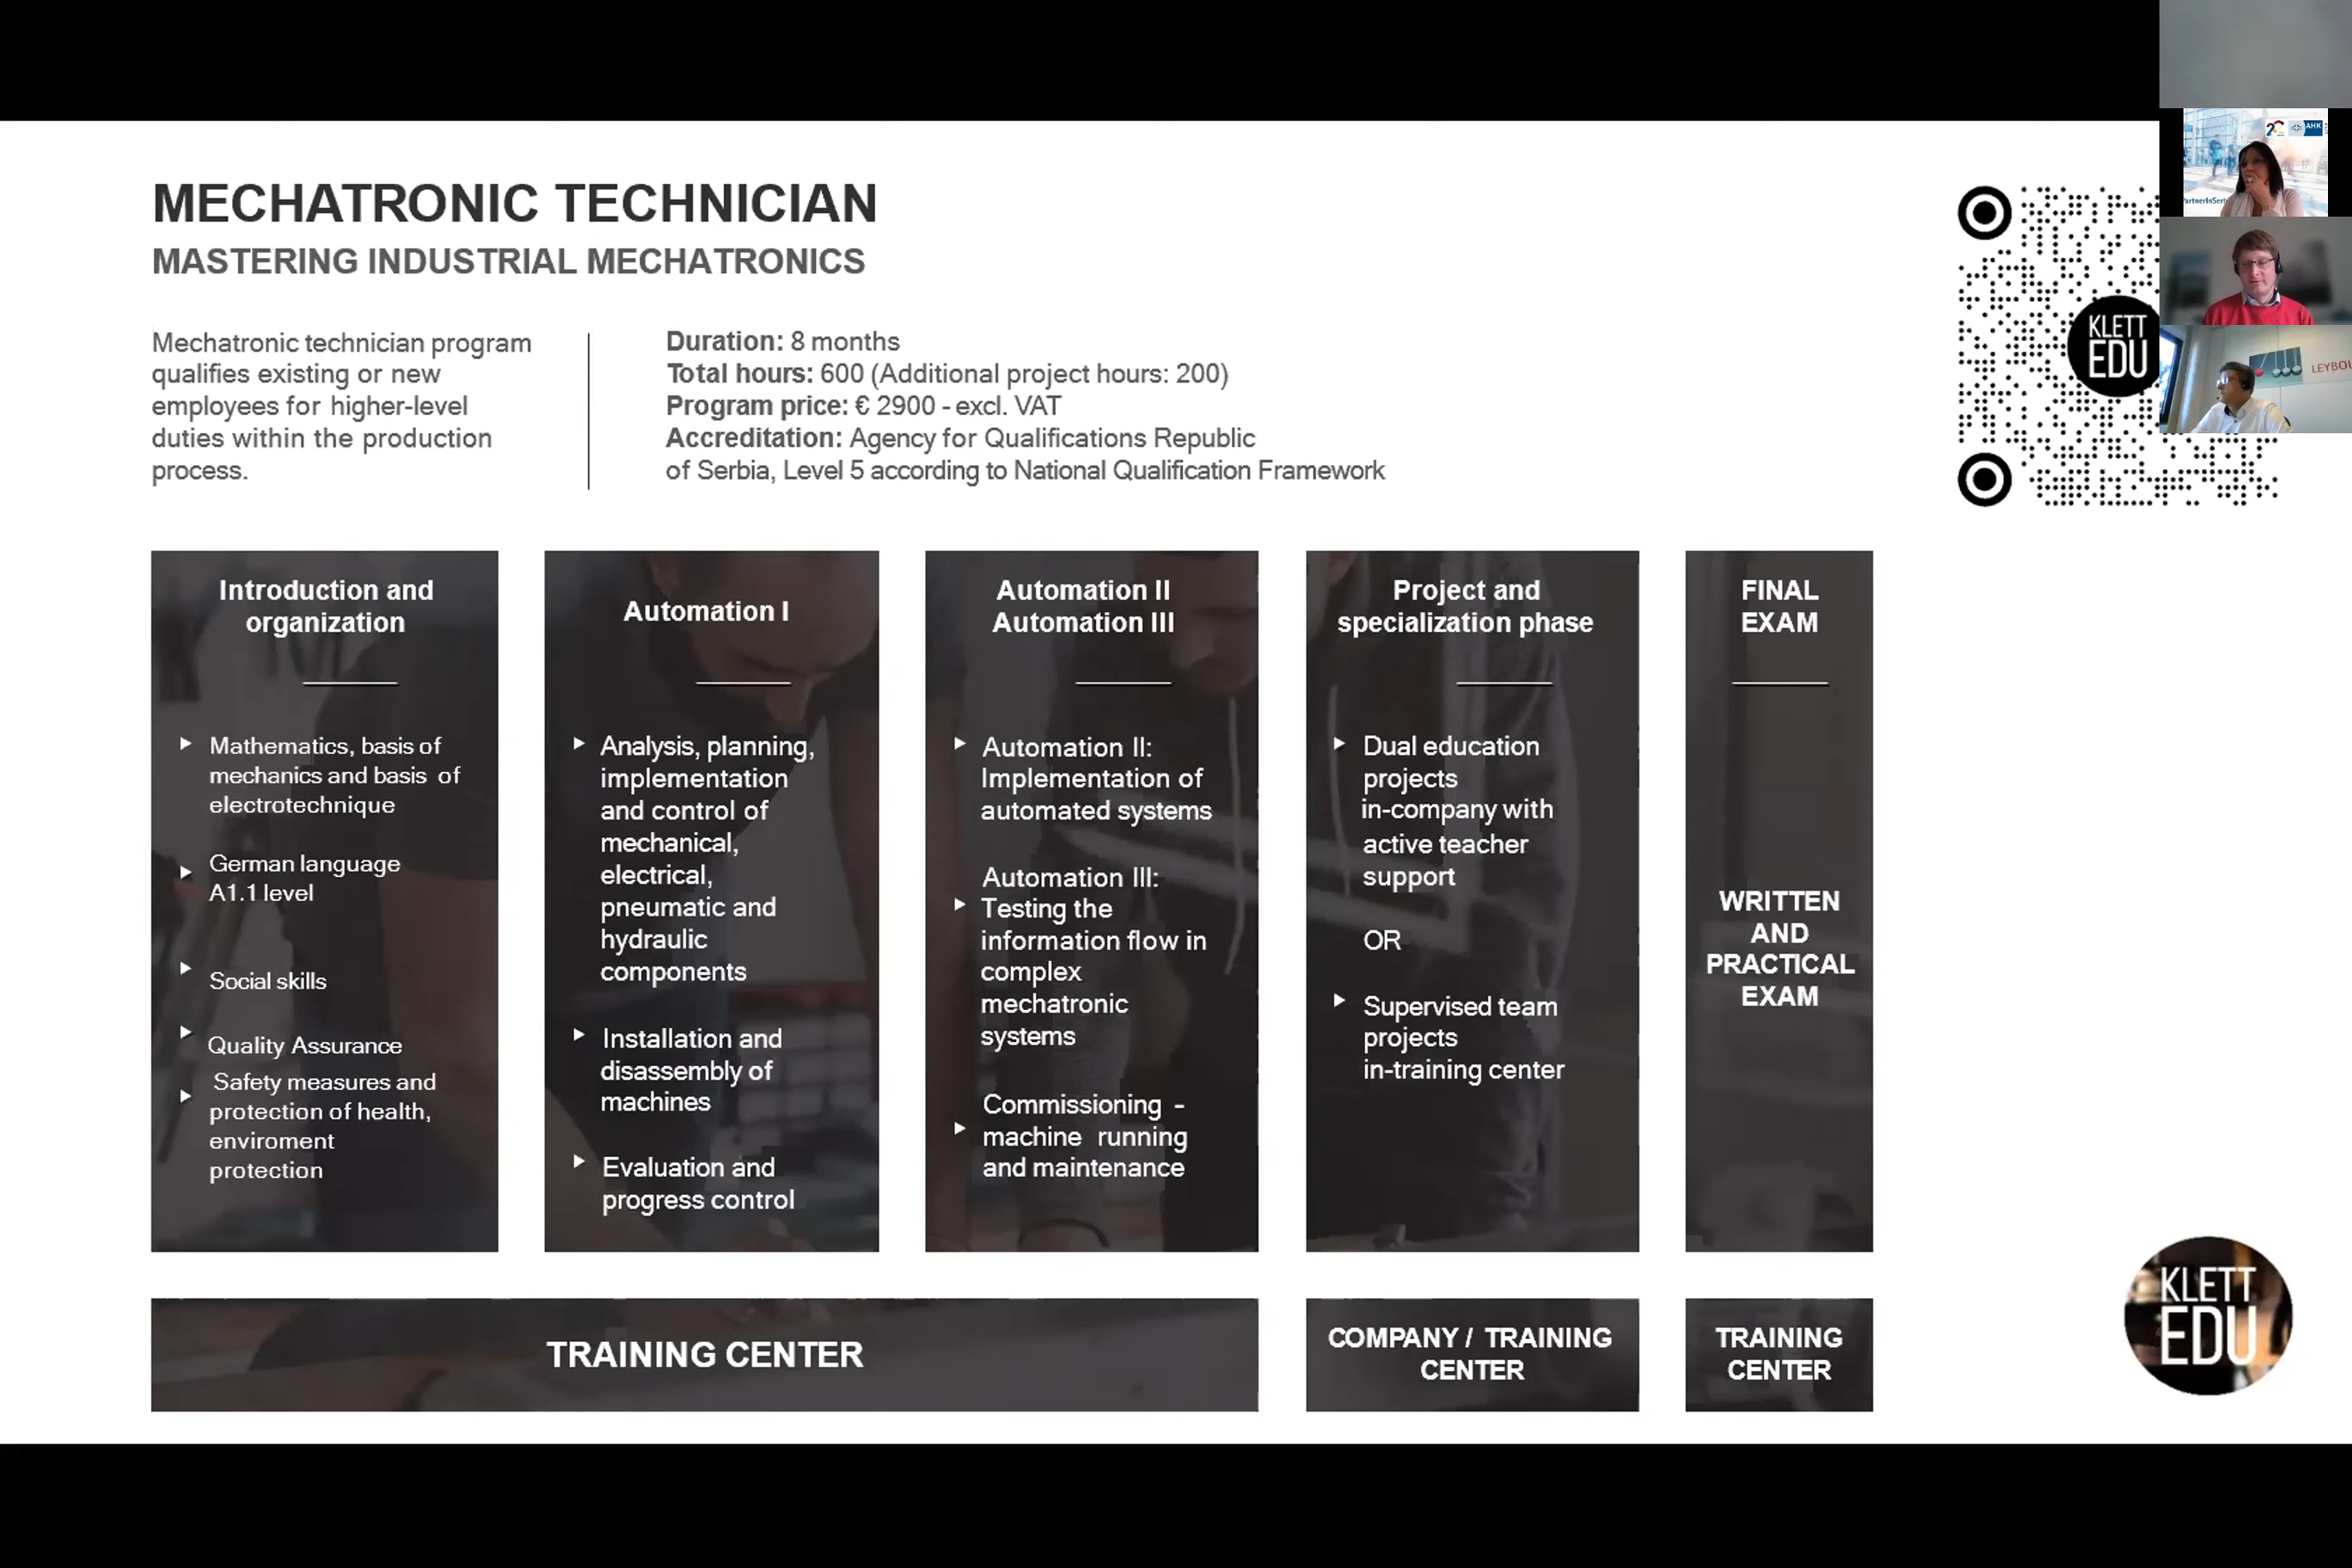 MECHATRONIC TECHNICIAN
MASTERING INDUSTRIAL MECHATRONICS
Mechatronic technician program
qualifies existing or new
employees for higher-level
duties within the production
process.
Duration: 8 months
Total hours: 600 (Additional project hours: 200)
Program price: € 2900 - excl. VAT
Accreditation: Agency for Qualifications Republic
of Serbia, Level 5 according to National Qualification Framework
KLETT
EDU
AHK
Introduction and
organization
Mathematics, basis of
mechanics and basis of
electrotechnique
German language
A1.1 level
Social skills
Quality Assurance
Safety measures and
protection of health,
enviroment
protection
Automation I
Analysis, planning,
implementation
and control of
mechanical,
electrical,
pneumatic and
hydraulic
components
Installation and
disassembly of
machines
Evaluation and
progress control
Automation II
Automation III
Automation II:
Implementation of
automated systems
Automation III:
Testing the
information flow in
complex
mechatronic
systems
Commissioning -
machine running
and maintenance
Project and
specialization phase
Dual education
projects
in-company with
active teacher
support
OR
Supervised team
projects
in-training center
FINAL
EXAM
WRITTEN
AND
PRACTICAL
EXAM
TRAINING CENTER
COMPANY / TRAINING
CENTER
TRAINING
CENTER
KLETT
EDU